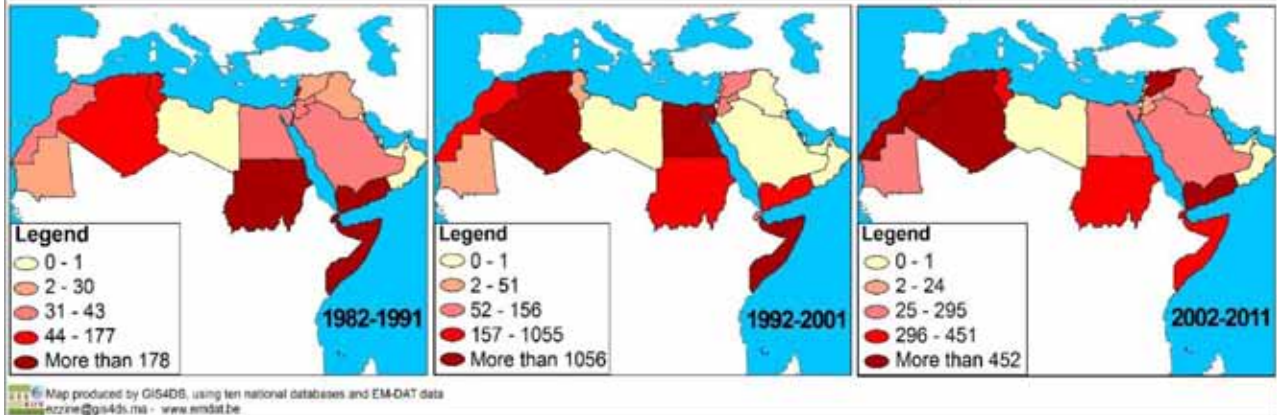 Legend
0 - 1
2 - 30
31 - 43
44 - 177
More than 178
1982-1991
Legend
0 - 1
2 - 51
52 - 156
157 - 1055
More than 1056
1992-2001
Legend
0 - 1
2 - 24
25 - 295
296 - 451
More than 452
2002-2011
Map produced by GIS4DS, using ten national databases and EM-DAT data
ezzine@gis4ds.ma - www.emdat.be